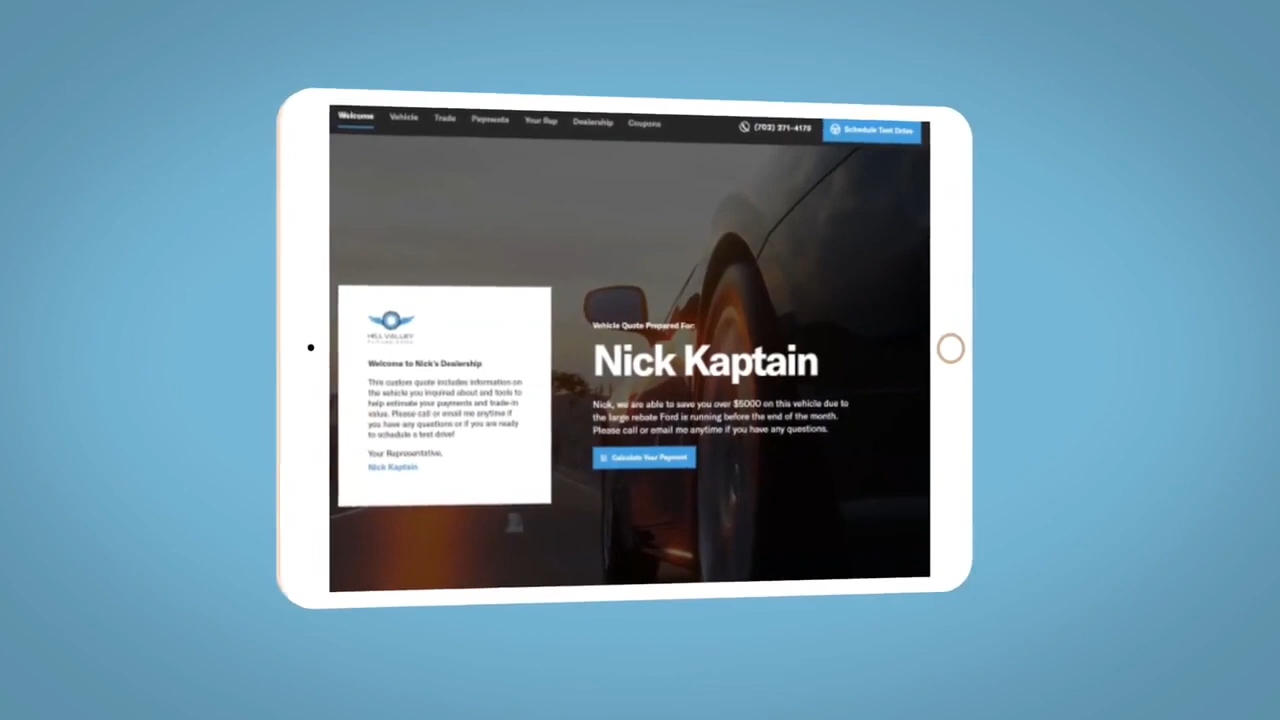 Welcome Vehicle Trade Payments Your Rep Dealership Coupons (702) 271-4175 Schedule Test Drive
HILL VALLEY
Welcome to Nick's Dealership
This custom quote includes information on
the vehicle you inquired about and tools to
help estimate your payments and trade-in
value. Please call or email me anytime if
you have any questions or if you are ready
to schedule a test drive!
Your Representative,
Nick Kaptain
Vehicle Quote Prepared For:
Nick Kaptain
Nick, we are able to save you over $5000 on this vehicle due to
the large rebate Ford is running before the end of the month.
Please call or email me anytime if you have any questions.
Calculate Your Payment